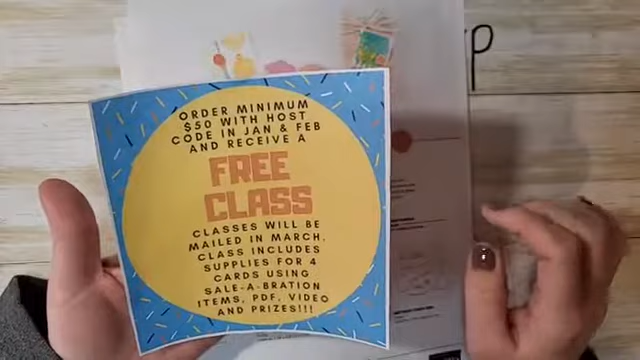 ORDER MINIMUM
$50 WITH HOST
CODE IN JAN & FEB
AND RECEIVE A
FREE
CLASS
CLASSES WILL BE
MAILED IN MARCH.
CLASS INCLUDES
SUPPLIES FOR 4
CARDS USING
SALE-A-BRATION
ITEMS, PDF, VIDEO
AND PRIZES!!!
P